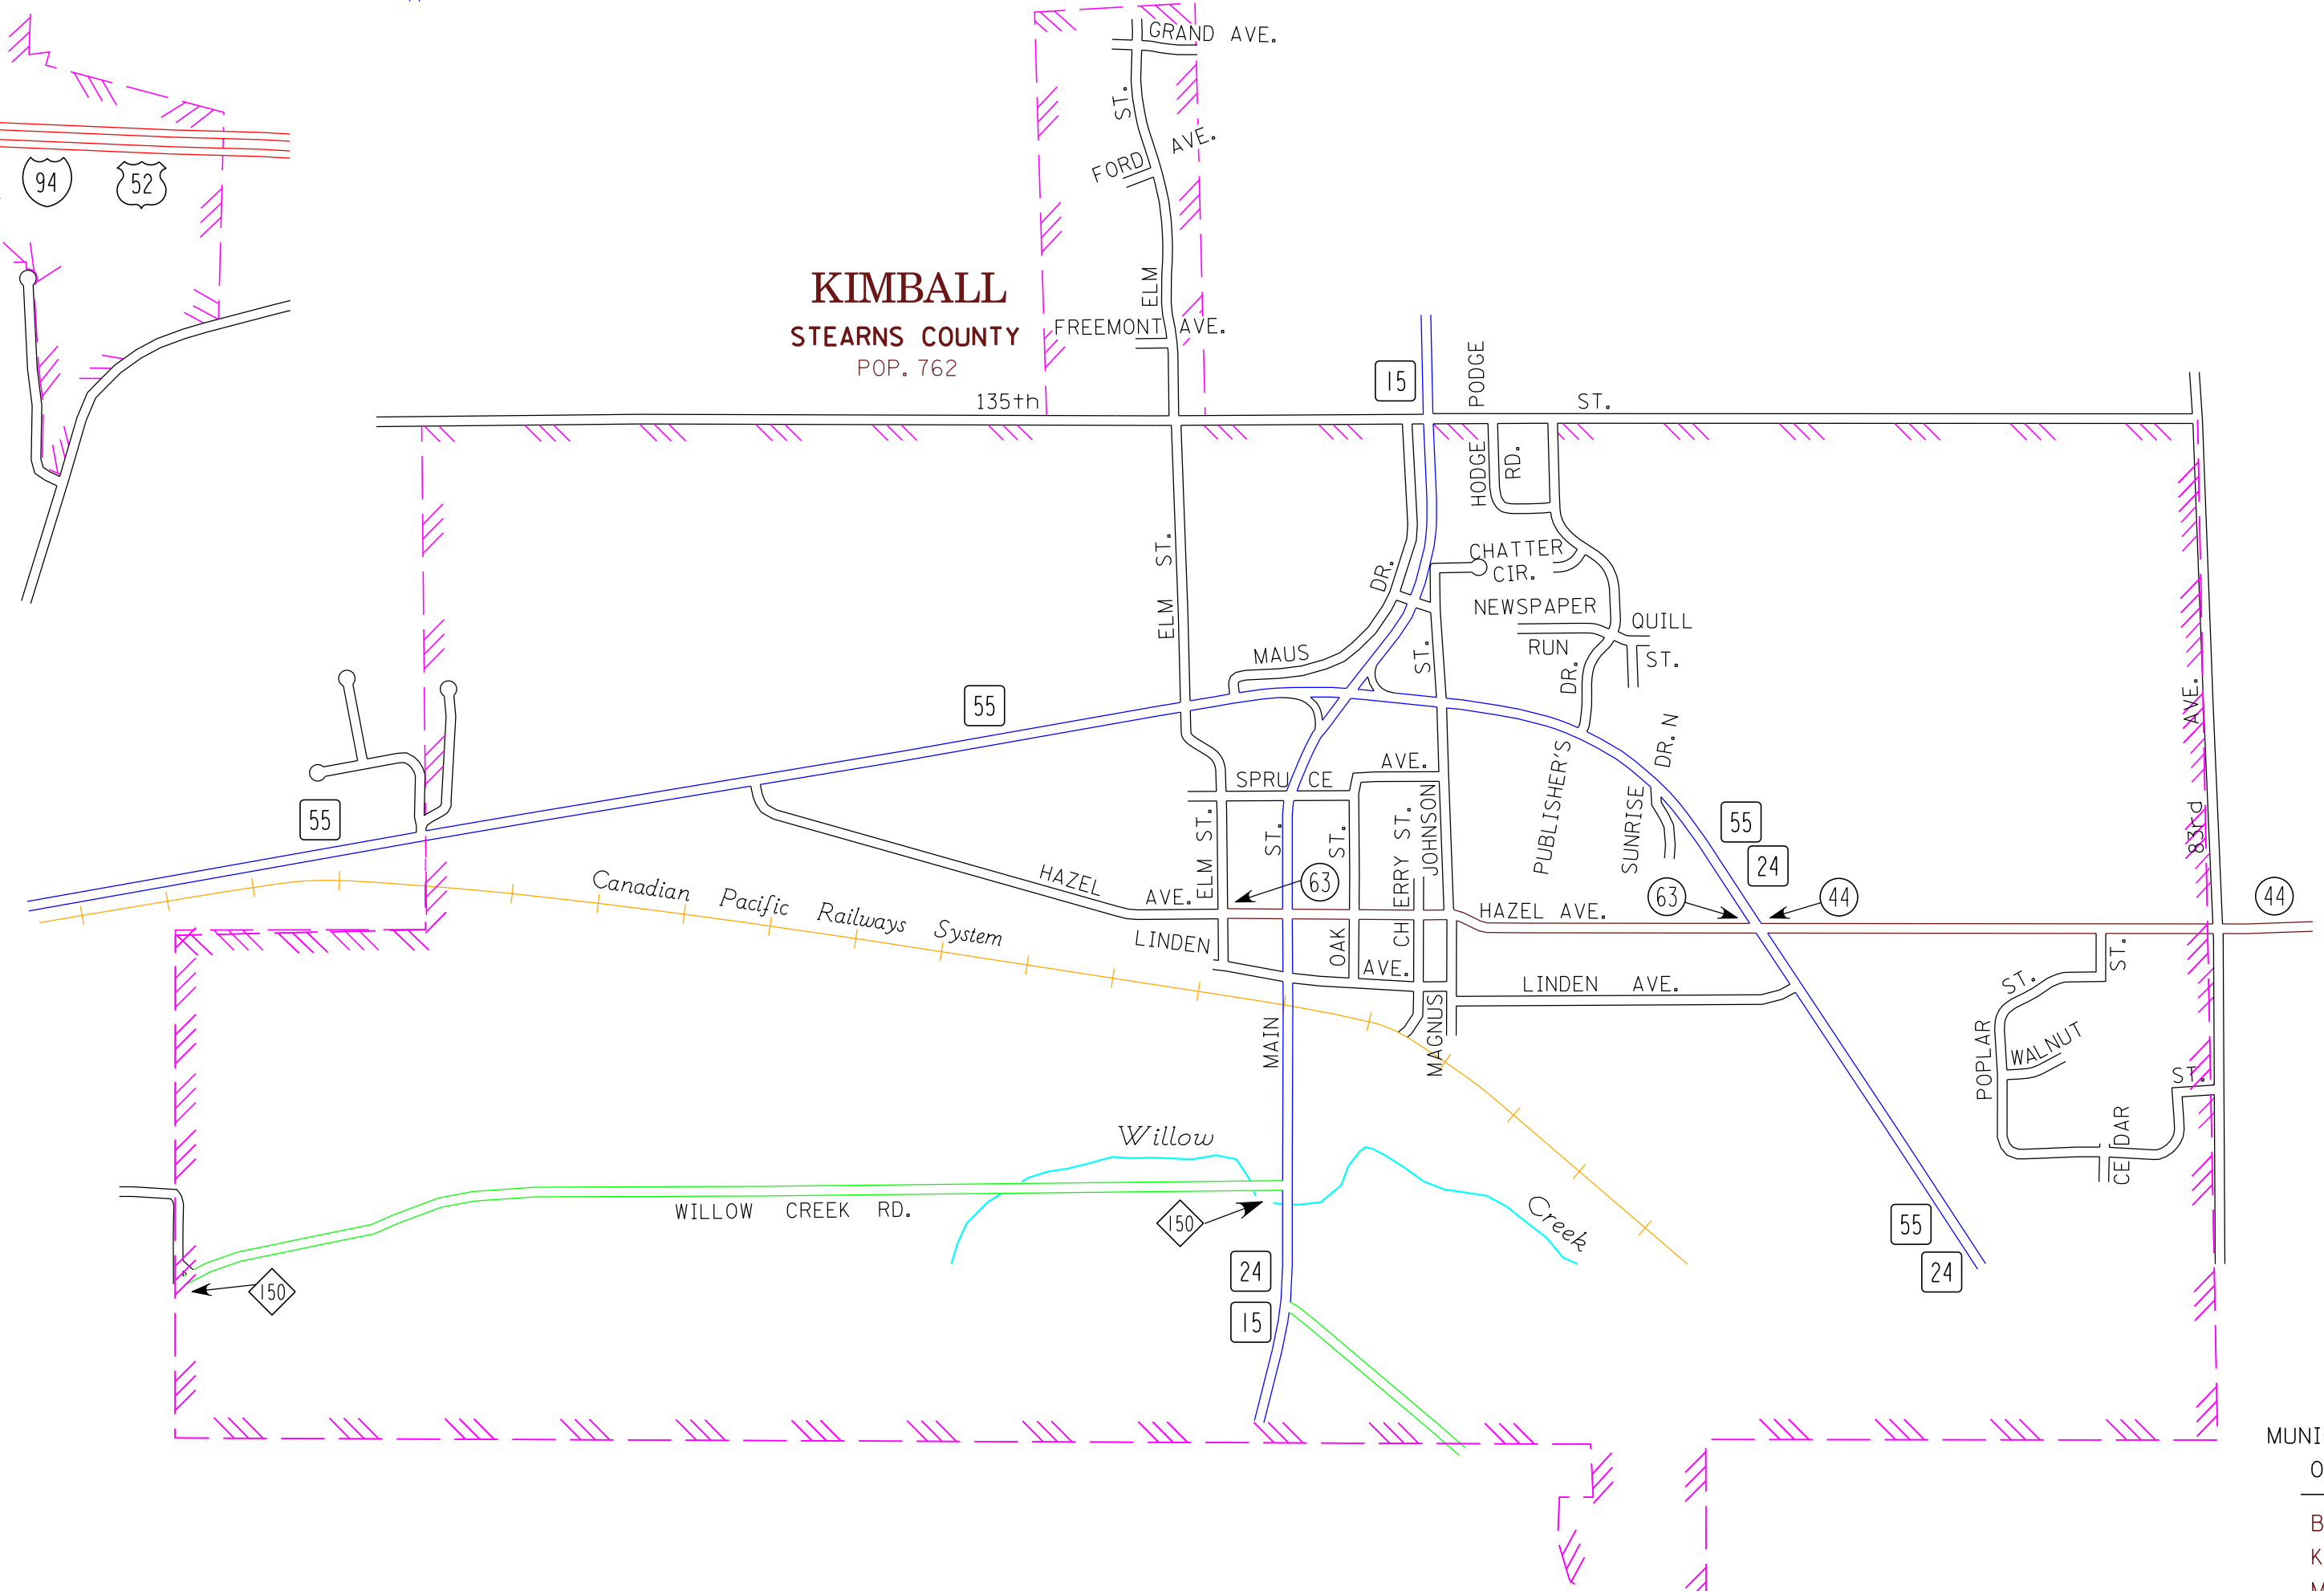 GRAND AVE.
ST.
FORD AVE.
94
52
KIMBALL
STEARNS COUNTY
POP. 762
ELM
FREEMONT AVE.
15
HODGE PODGE RD.
135th ST.
ELM ST.
DR.
CHATTER
CIR.
NEWSPAPER
RUN
QUILL
ST.
MAUS
ST.
DR.
55
83rd AVE.
SPRUCE AVE.
DR. N
PUBLISHER'S
SUNRISE
55
55
24
ELM ST.
ST.
ST.
CHERRY ST.
JOHNSON
63
HAZEL AVE.
63
44
44
HAZEL AVE.
Canadian Pacific Railways System
LINDEN AVE.
OAK
LINDEN AVE.
ST.
ST.
MAIN
MAGNUS
POPLAR
WALNUT
ST.
CEDAR
Willow
Creek
WILLOW CREEK RD.
150
150
24
15
55
24
MUNI
O
B
K